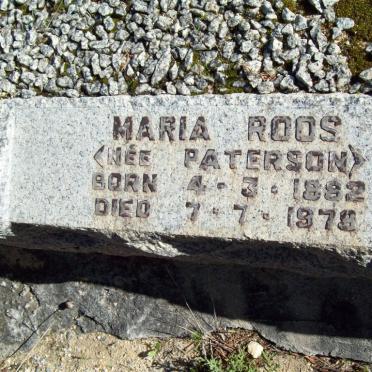 MARIA ROOS
<NÉE PATERSON>
BORN 4-3-1882
DIED 7-7-1979